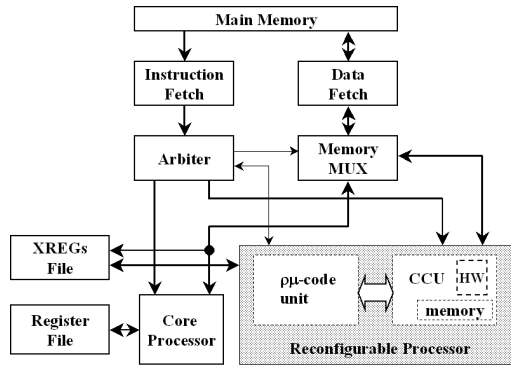 Main Memory
Instruction
Fetch
Data
Fetch
Arbiter
Memory
MUX
XREGs
File
ρμ-code
unit
CCU
HW
memory
Register
File
Core
Processor
Reconfigurable Processor